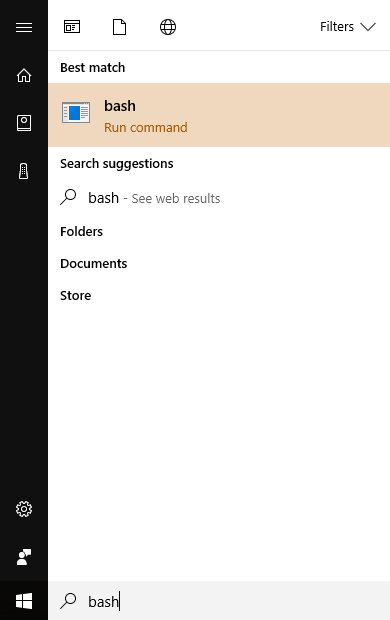 Filters
Best match
bash
Run command
Search suggestions
bash - See web results
Folders
Documents
Store
bash